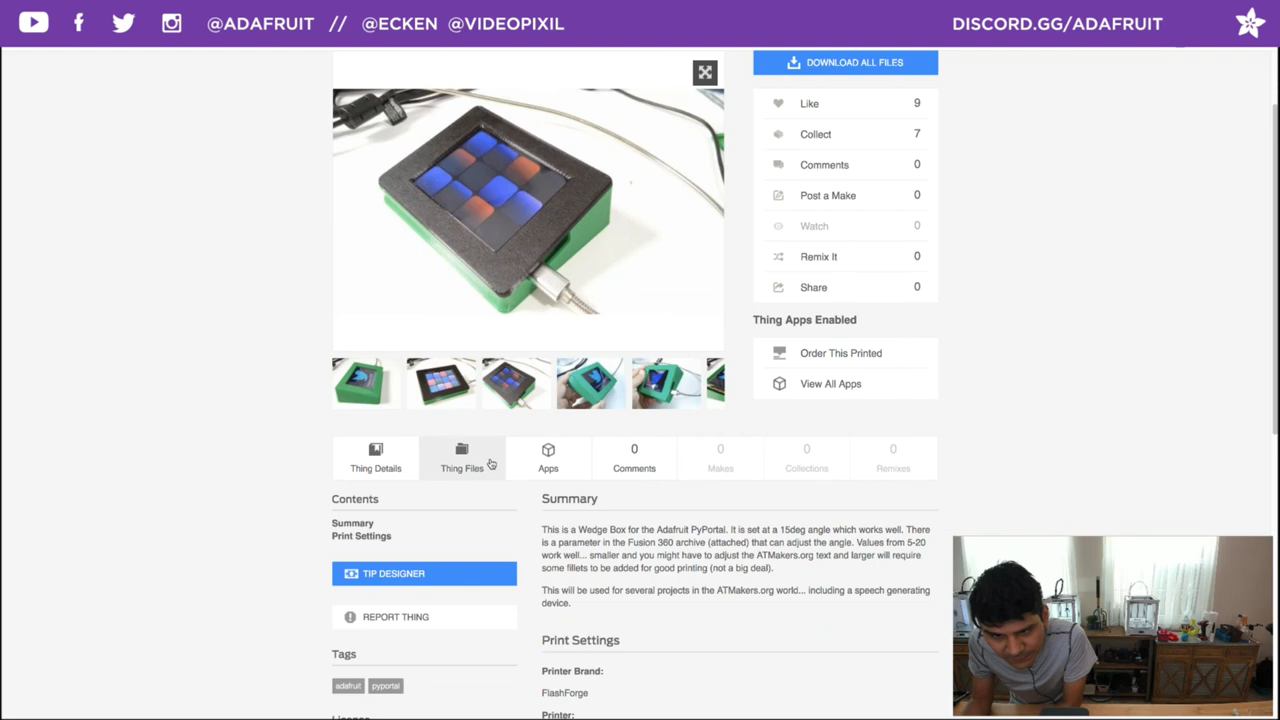 @ADAFRUIT // @ECKEN @VIDEOPIXIL
DISCORD.GG/ADAFRUIT
DOWNLOAD ALL FILES
Like 9
Collect 7
Comments 0
Post a Make 0
Watch 0
Remix It 0
Share 0
Thing Apps Enabled
Order This Printed
View All Apps
Thing Details
Thing Files
Apps
0
Comments
0
Makes
0
Collections
0
Remixes
Contents
Summary
Print Settings
TIP DESIGNER
REPORT THING
Tags
adafruit pyportal
License
Summary
This is a Wedge Box for the Adafruit PyPortal. It is set at a 15deg angle which works well. There
is a parameter in the Fusion 360 archive (attached) that can adjust the angle. Values from 5-20
work well... smaller and you might have to adjust the ATMakers.org text and larger will require
some fillets to be added for good printing (not a big deal).
This will be used for several projects in the ATMakers.org world... including a speech generating
device.
Print Settings
Printer Brand:
FlashForge
Printer: